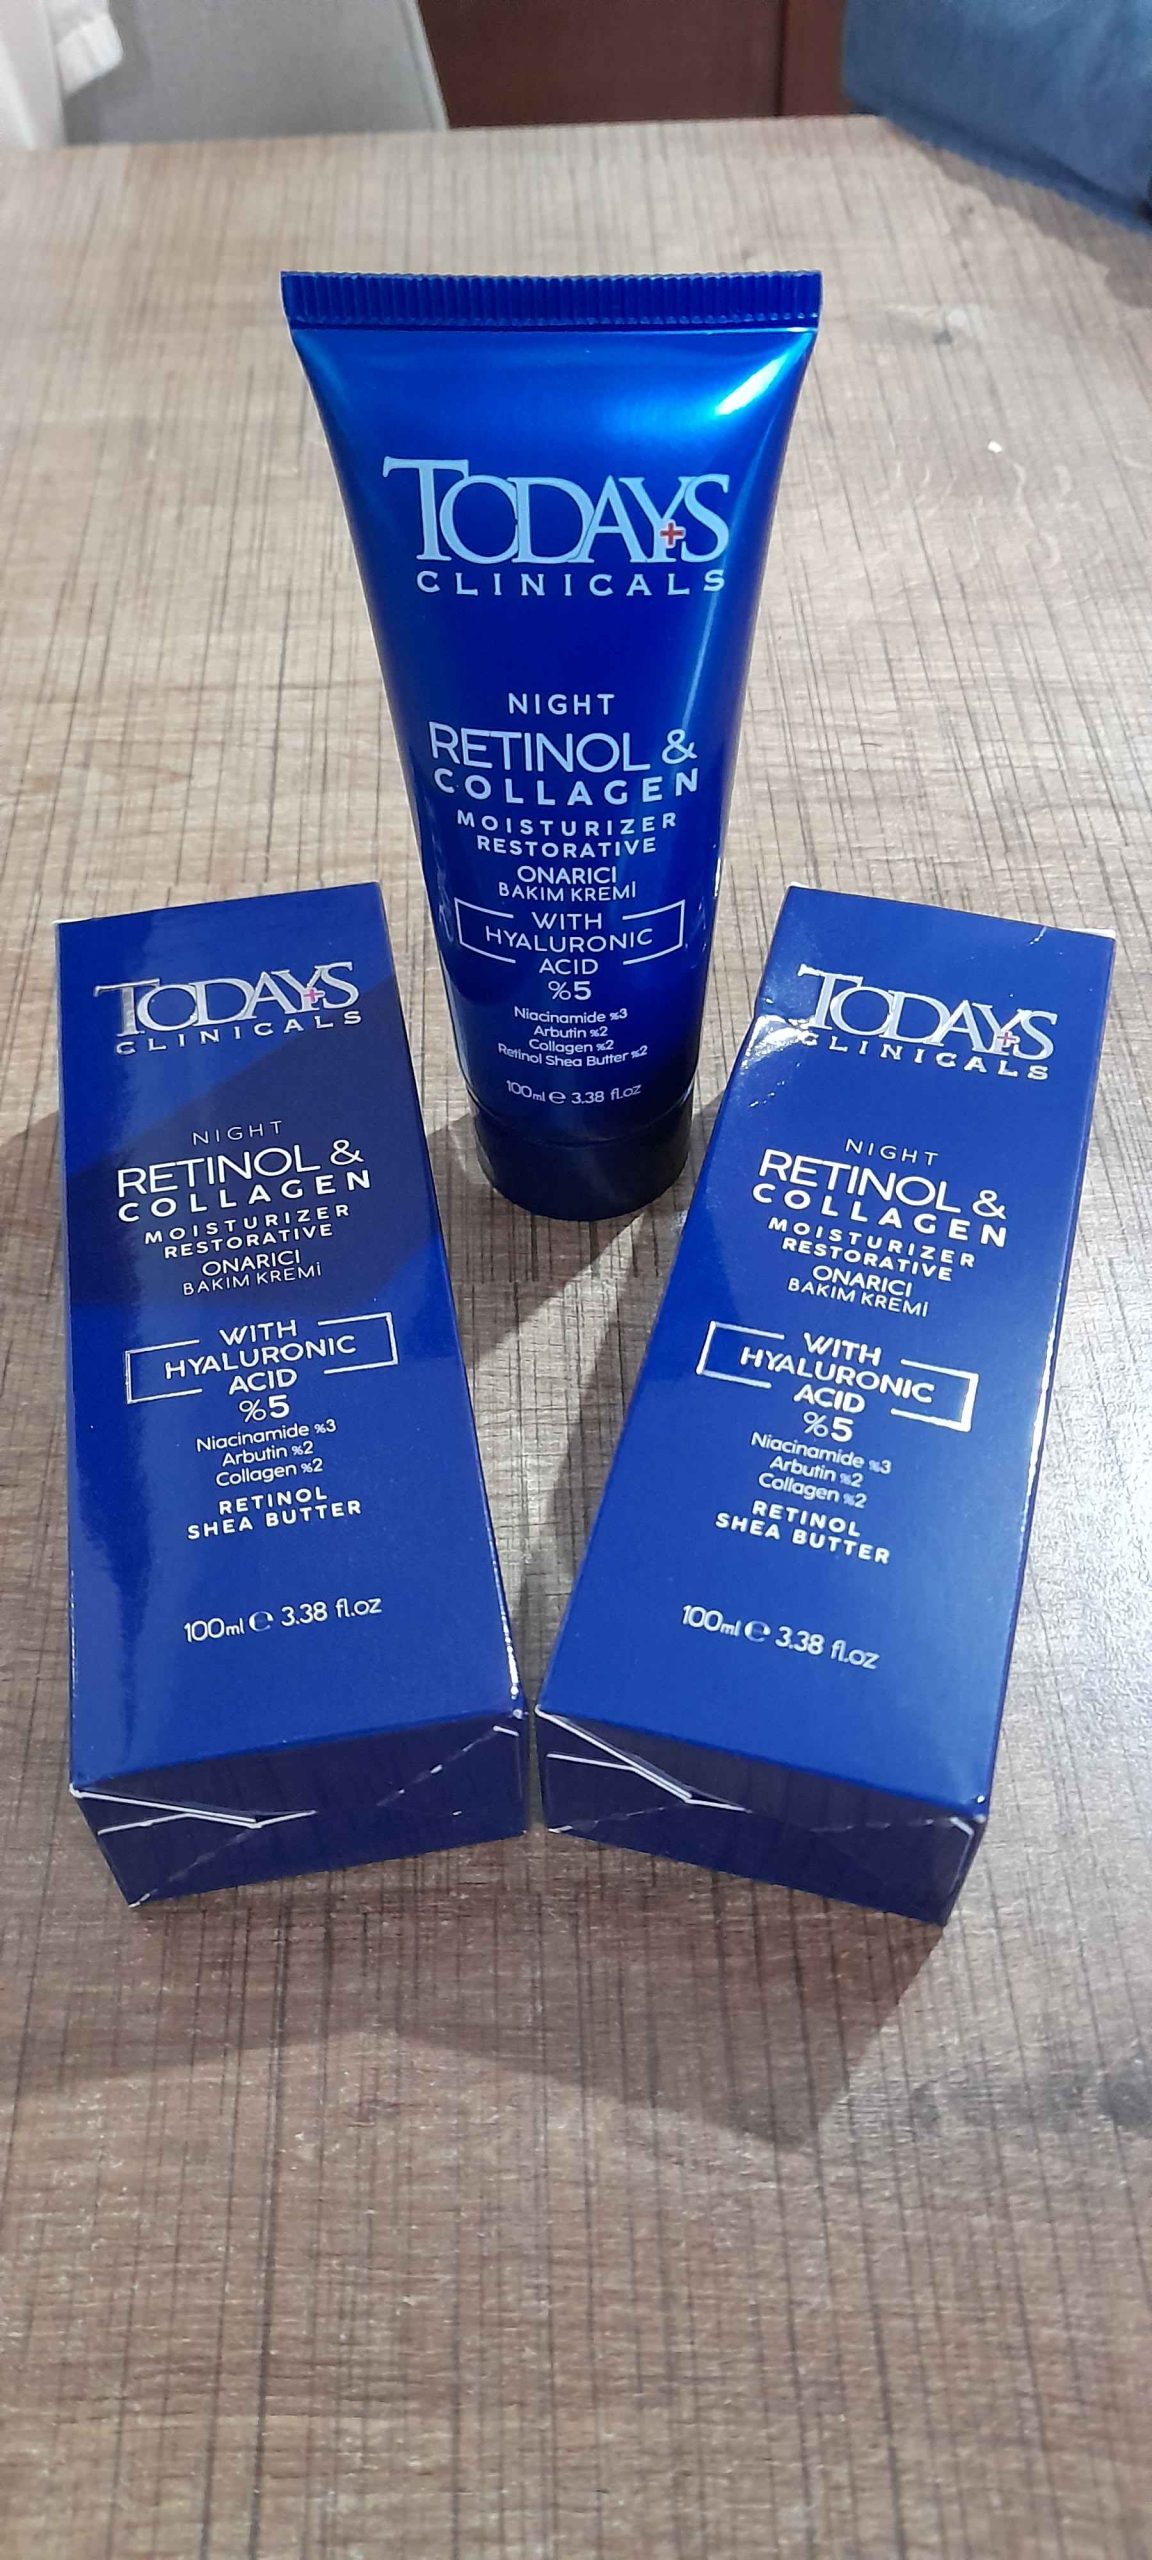 TODAYS
CLINICALS
NIGHT
RETINOL &
COLLAGEN
MOISTURIZER
RESTORATIVE
ONARICI
BAKIM KREMİ
WITH
HYALURONIC
ACID
%5
Niacinamide %3
Arbutin %2
Collagen %2
Retinol Shea Butter %2
100ml ℮ 3.38 fl.oz
TODAYS
CLINICALS
NIGHT
RETINOL &
COLLAGEN
MOISTURIZER
RESTORATIVE
ONARICI
BAKIM KREMİ
WITH
HYALURONIC
ACID
%5
Niacinamide %3
Arbutin %2
Collagen %2
RETINOL
SHEA BUTTER
100ml ℮ 3.38 fl.oz
TODAYS
CLINICALS
NIGHT
RETINOL &
COLLAGEN
MOISTURIZER
RESTORATIVE
ONARICI
BAKIM KREMİ
WITH
HYALURONIC
ACID
%5
Niacinamide %3
Arbutin %2
Collagen %2
RETINOL
SHEA BUTTER
100ml ℮ 3.38 fl.oz